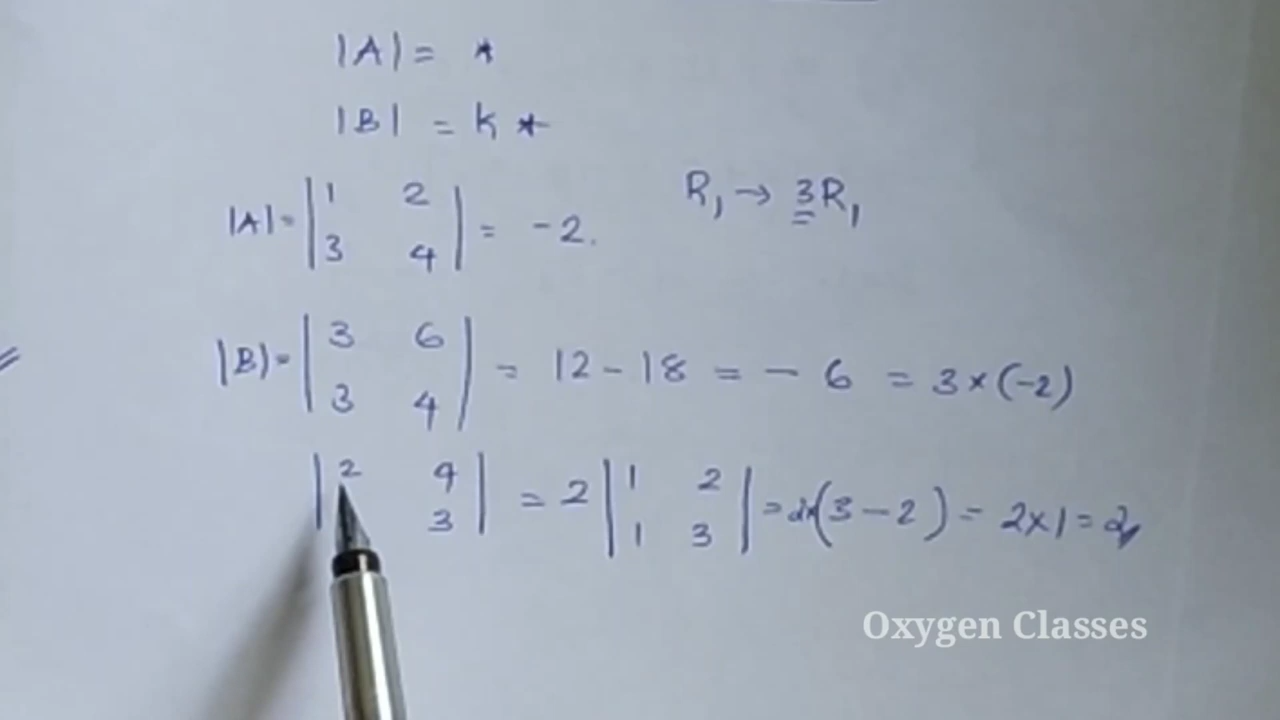 |A| = *
|B| = k *
|A| = | 1 2 | = -2. R₁ → 3R₁
| 3 4 |
|B| = | 3 6 | = 12 - 18 = - 6 = 3 × (-2)
| 3 4 |
| 2 4 | = 2 | 1 2 | = 2×(3 - 2) = 2 × 1 = 2
3 | | 1 3 |
Oxygen Classes